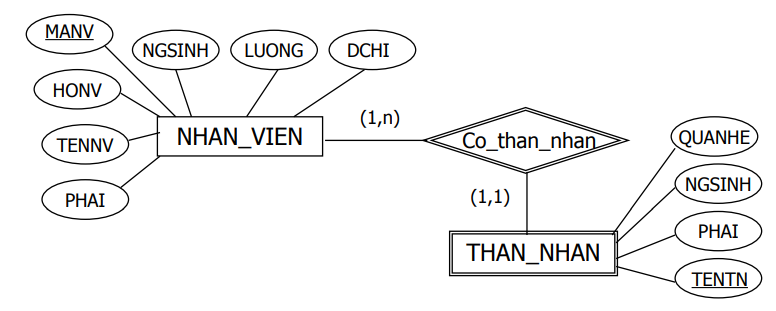 MANV
NGSINH
LUONG
DCHI
HONV
TENNV
PHAI
NHAN_VIEN
(1,n)
Co_than_nhan
(1,1)
THAN_NHAN
QUANHE
NGSINH
PHAI
TENTN